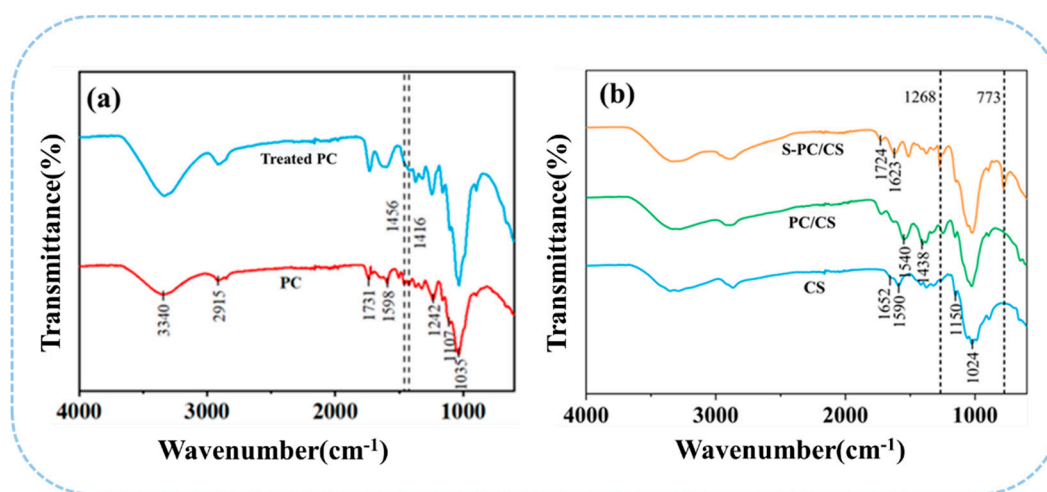 (a)
Treated PC
1456
1416
PC
3340
2915
1731
1598
1242
1107
1035
4000
3000
2000
1000
Transmittance(%)
Wavenumber(cm⁻¹)
(b)
1268
773
S-PC/CS
1724
1623
PC/CS
1540
1438
CS
1652
1590
1150
1024
4000
3000
2000
1000
Transmittance(%)
Wavenumber(cm⁻¹)